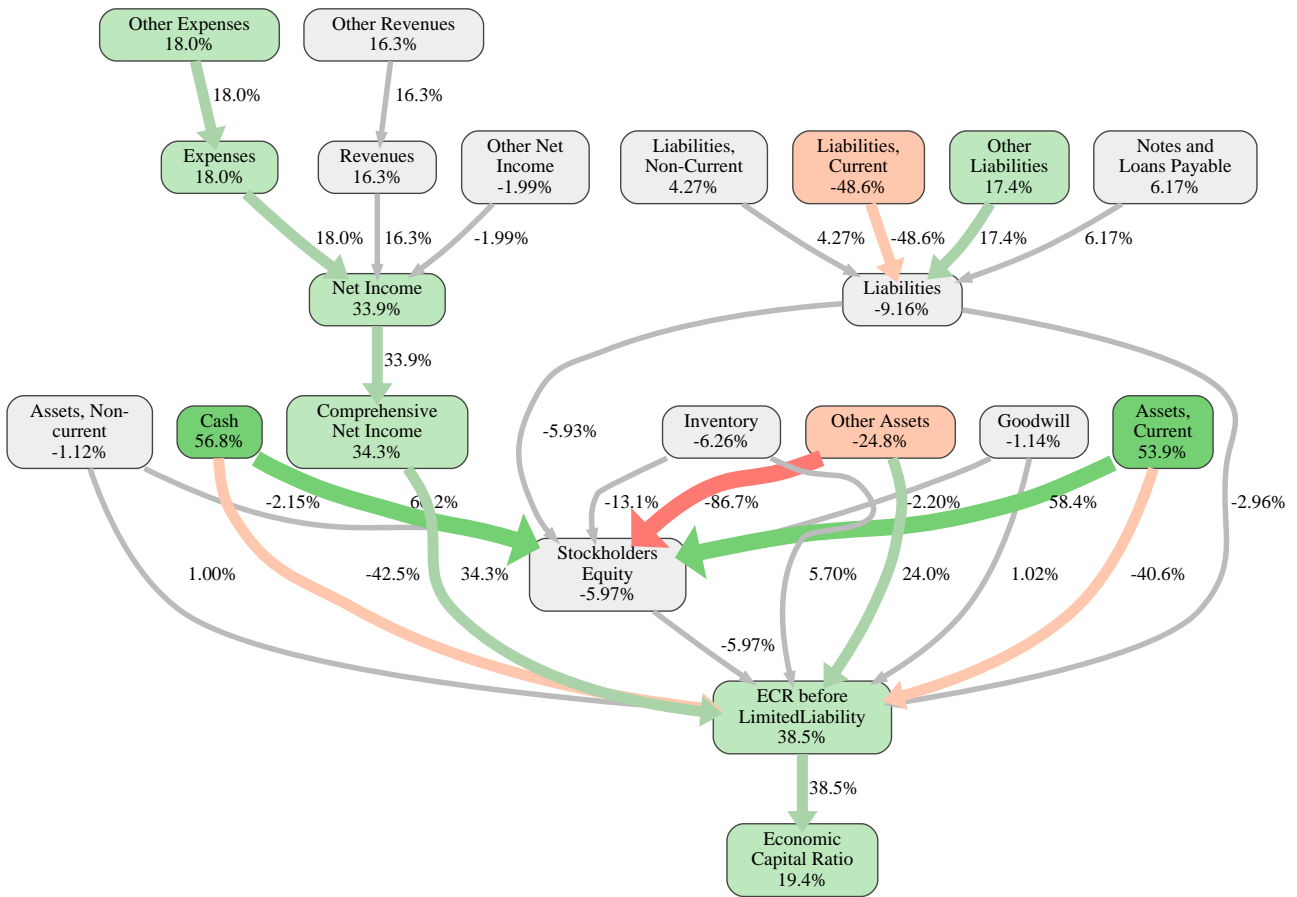 Other Expenses
18.0%
Other Revenues
16.3%
18.0%
16.3%
Expenses
18.0%
Revenues
16.3%
Other Net
Income
-1.99%
Liabilities,
Non-Current
4.27%
Liabilities,
Current
-48.6%
Other
Liabilities
17.4%
Notes and
Loans Payable
6.17%
18.0%
16.3%
-1.99%
4.27%
-48.6%
17.4%
6.17%
Net Income
33.9%
Liabilities
-9.16%
33.9%
Assets, Non-
current
-1.12%
Cash
56.8%
Comprehensive
Net Income
34.3%
-5.93%
Inventory
-6.26%
Other Assets
-24.8%
Goodwill
-1.14%
Assets,
Current
53.9%
-2.15%
-13.1%
-86.7%
-2.20%
58.4%
-2.96%
Stockholders
Equity
-5.97%
1.00%
-42.5%
34.3%
5.70%
24.0%
1.02%
-40.6%
-5.97%
ECR before
LimitedLiability
38.5%
38.5%
Economic
Capital Ratio
19.4%